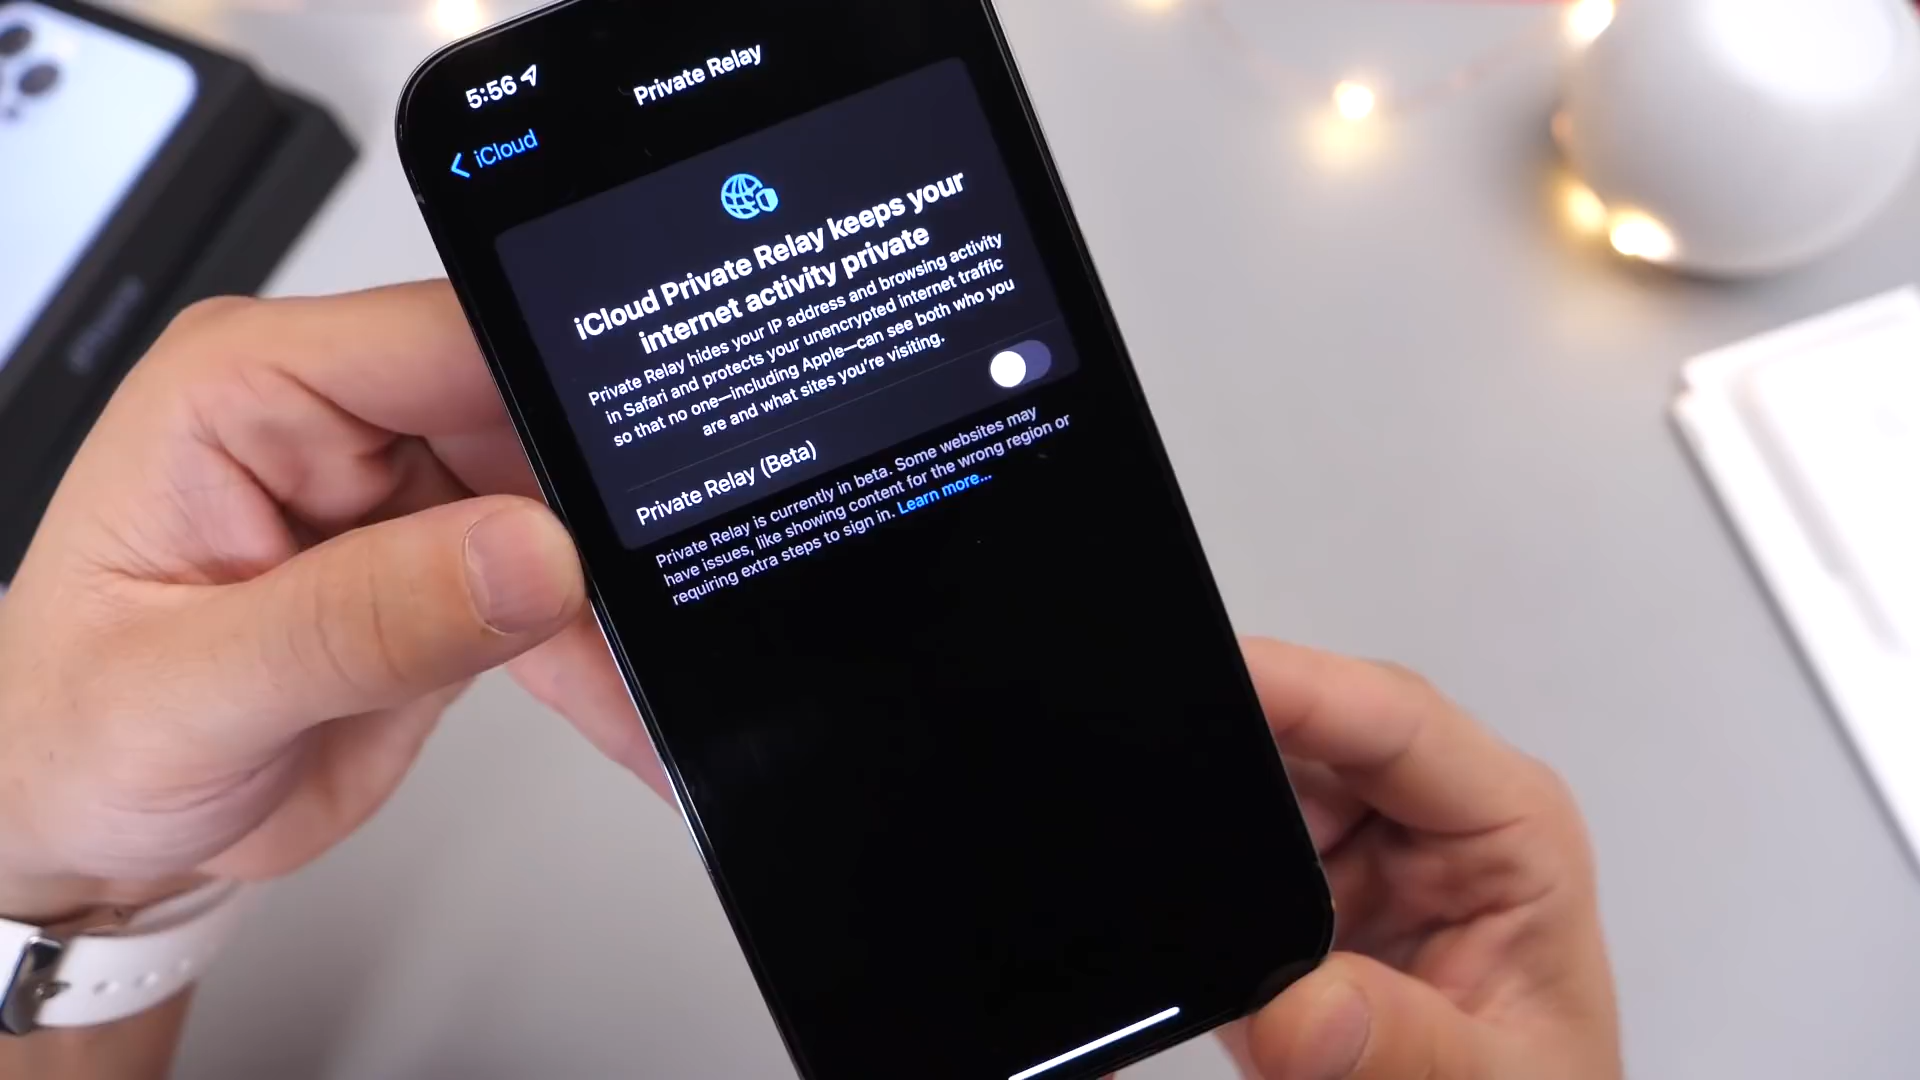 5:56
Private Relay
iCloud
iCloud Private Relay keeps your
internet activity private
Private Relay hides your IP address and browsing activity
in Safari and protects your unencrypted internet traffic
so that no one—including Apple—can see both who you
are and what sites you're visiting.
Private Relay (Beta)
Private Relay is currently in beta. Some websites may
have issues, like showing content for the wrong region or
requiring extra steps to sign in. Learn more...